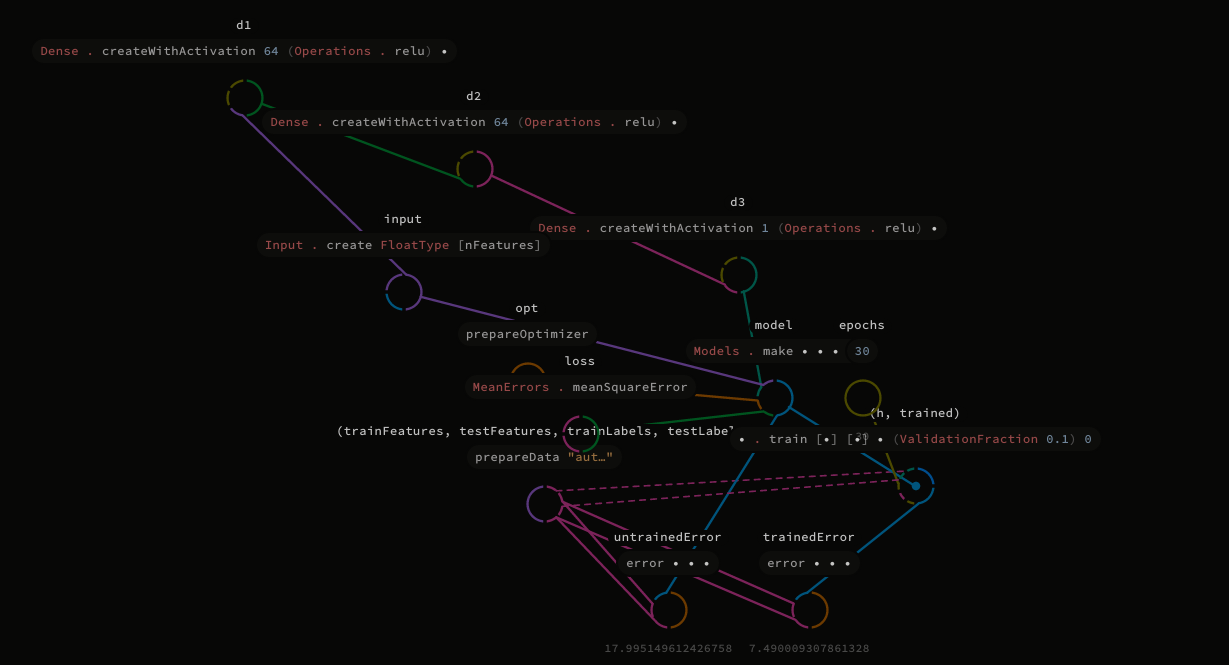 d1
Dense . createWithActivation 64 (Operations . relu) •
d2
Dense . createWithActivation 64 (Operations . relu) •
d3
Dense . createWithActivation 1 (Operations . relu) •
input
Input . create FloatType [nFeatures]
opt
prepareOptimizer
model
Models . make • • •
epochs
30
loss
MeanErrors . meanSquareError
(h, trained)
• . train [•] [•] • (ValidationFraction 0.1) 0
(trainFeatures, testFeatures, trainLabels, testLabel
prepareData "aut…"
untrainedError
error • • •
trainedError
error • • •
17.995149612426758
7.490009307861328